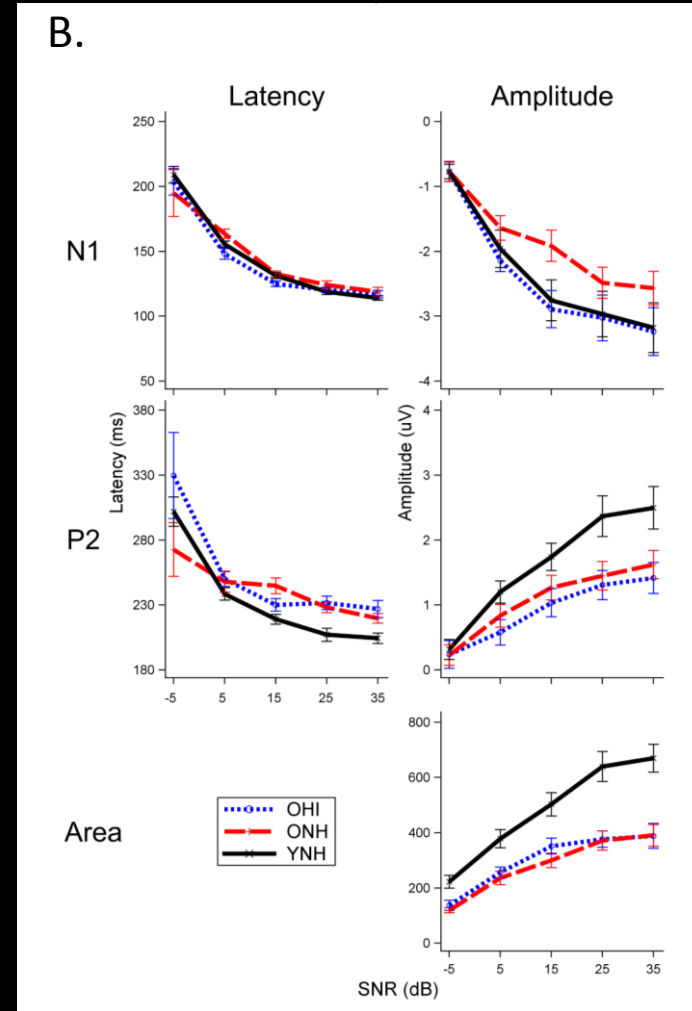 B.
Latency Amplitude
N1
250
200
150
100
50
0
-1
-2
-3
-4
P2
Latency (ms)
380
330
280
230
180
-5 5 15 25 35
Amplitude (uV)
4
3
2
1
0
Area
OHI
ONH
YNH
800
600
400
200
0
-5 5 15 25 35
SNR (dB)